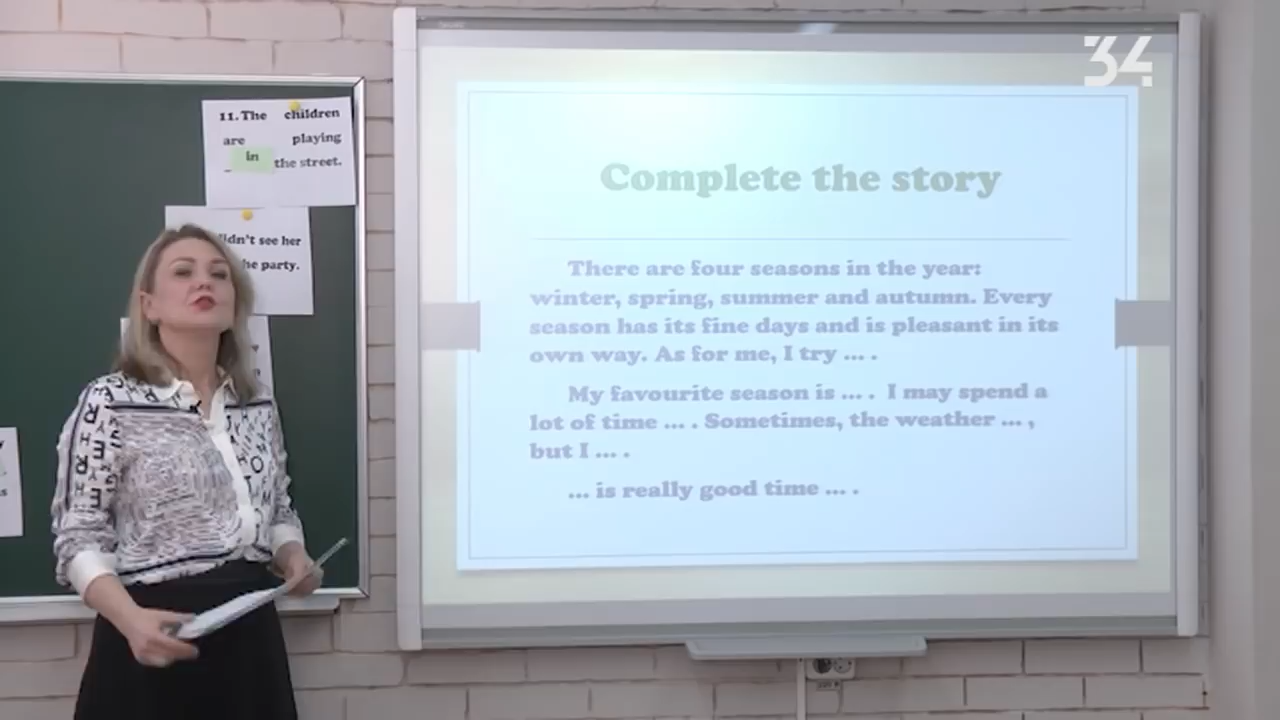 34
11. The children
are playing
_ in the street.
didn't see her
the party.
Complete the story
There are four seasons in the year:
winter, spring, summer and autumn. Every
season has its fine days and is pleasant in its
own way. As for me, I try ... .
My favourite season is ... . I may spend a
lot of time ... . Sometimes, the weather ... ,
but I ... .
... is really good time ... .